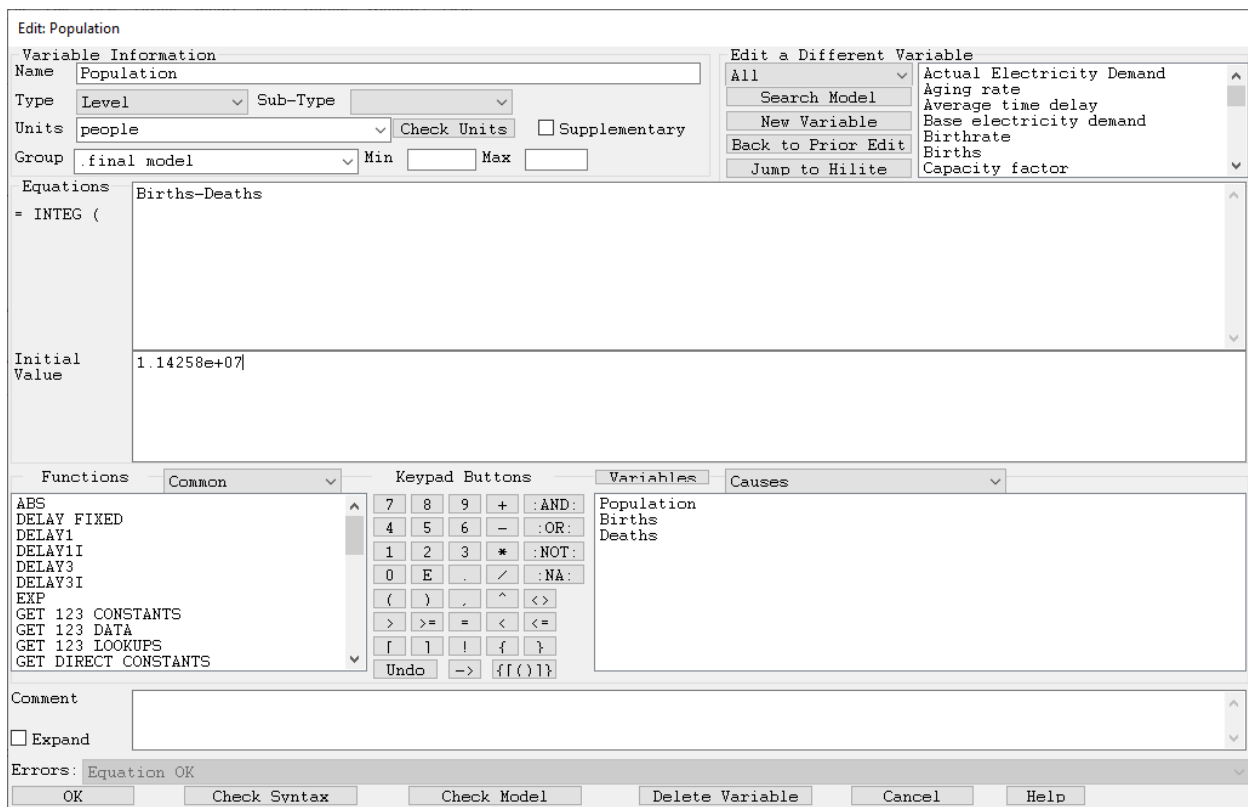 Edit: Population
Variable Information
Name Population
Type Level Sub-Type
Units people Check Units Supplementary
Group .final model Min Max
Edit a Different Variable
All
Search Model
New Variable
Back to Prior Edit
Jump to Hilite
Actual Electricity Demand
Aging rate
Average time delay
Base electricity demand
Birthrate
Births
Capacity factor
Equations
= INTEG (
Births-Deaths
Initial
Value
1.14258e+07
Functions Common
ABS
DELAY FIXED
DELAY1
DELAY1I
DELAY3
DELAY3I
EXP
GET 123 CONSTANTS
GET 123 DATA
GET 123 LOOKUPS
GET DIRECT CONSTANTS
Keypad Buttons
7 8 9 + :AND:
4 5 6 - :OR:
1 2 3 * :NOT:
0 E . / :NA:
( ) , ^ <>
> >= = < <=
[ ] ! { }
Undo -> {[()]}
Variables Causes
Population
Births
Deaths
Comment
Expand
Errors: Equation OK
OK Check Syntax Check Model Delete Variable Cancel Help